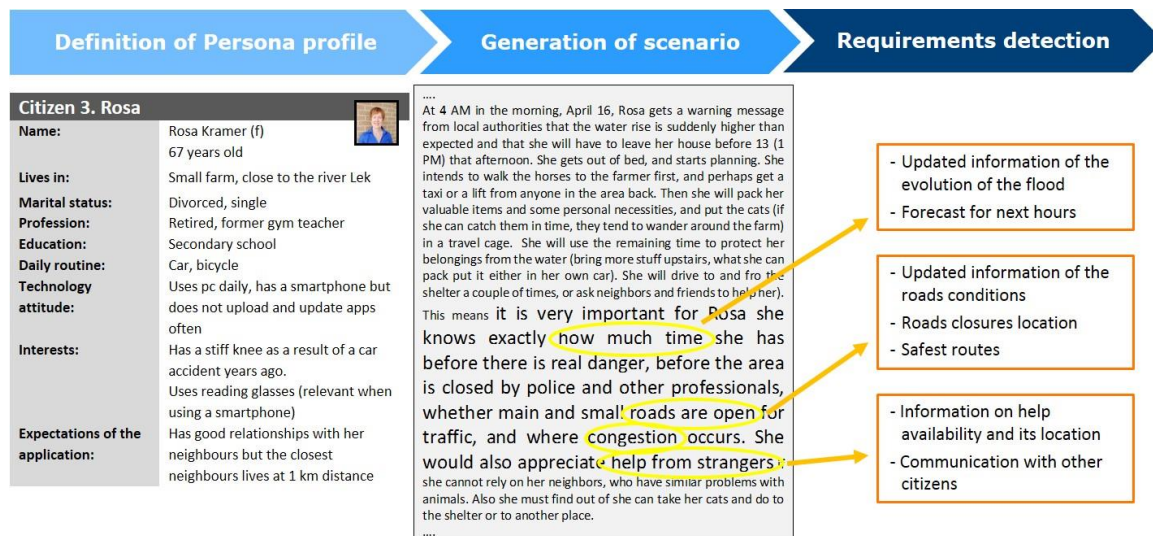 Definition of Persona profile
Generation of scenario
Requirements detection
Citizen 3. Rosa
Name: Rosa Kramer (f)
67 years old
Lives in: Small farm, close to the river Lek
Marital status: Divorced, single
Profession: Retired, former gym teacher
Education: Secondary school
Daily routine: Car, bicycle
Technology Uses pc daily, has a smartphone but
attitude: does not upload and update apps
often
Interests: Has a stiff knee as a result of a car
accident years ago.
Uses reading glasses (relevant when
using a smartphone)
Expectations of the Has good relationships with her
application: neighbours but the closest
neighbours lives at 1 km distance
....
At 4 AM in the morning, April 16, Rosa gets a warning message
from local authorities that the water rise is suddenly higher than
expected and that she will have to leave her house before 13 (1
PM) that afternoon. She gets out of bed, and starts planning. She
intends to walk the horses to the farmer first, and perhaps get a
taxi or a lift from anyone in the area back. Then she will pack her
valuable items and some personal necessities, and put the cats (if
she can catch them in time, they tend to wander around the farm)
in a travel cage. She will use the remaining time to protect her
belongings from the water (bring more stuff upstairs, what she can
pack put it either in her own car). She will drive to and fro the
shelter a couple of times, or ask neighbors and friends to help her).
This means it is very important for Rosa she
knows exactly how much time she has
before there is real danger, before the area
is closed by police and other professionals,
whether main and small roads are open for
traffic, and where congestion occurs. She
would also appreciate help from strangers
she cannot rely on her neighbors, who have similar problems with
animals. Also she must find out of she can take her cats and do to
the shelter or to another place.
....
- Updated information of the
evolution of the flood
- Forecast for next hours
- Updated information of the
roads conditions
- Roads closures location
- Safest routes
- Information on help
availability and its location
- Communication with other
citizens